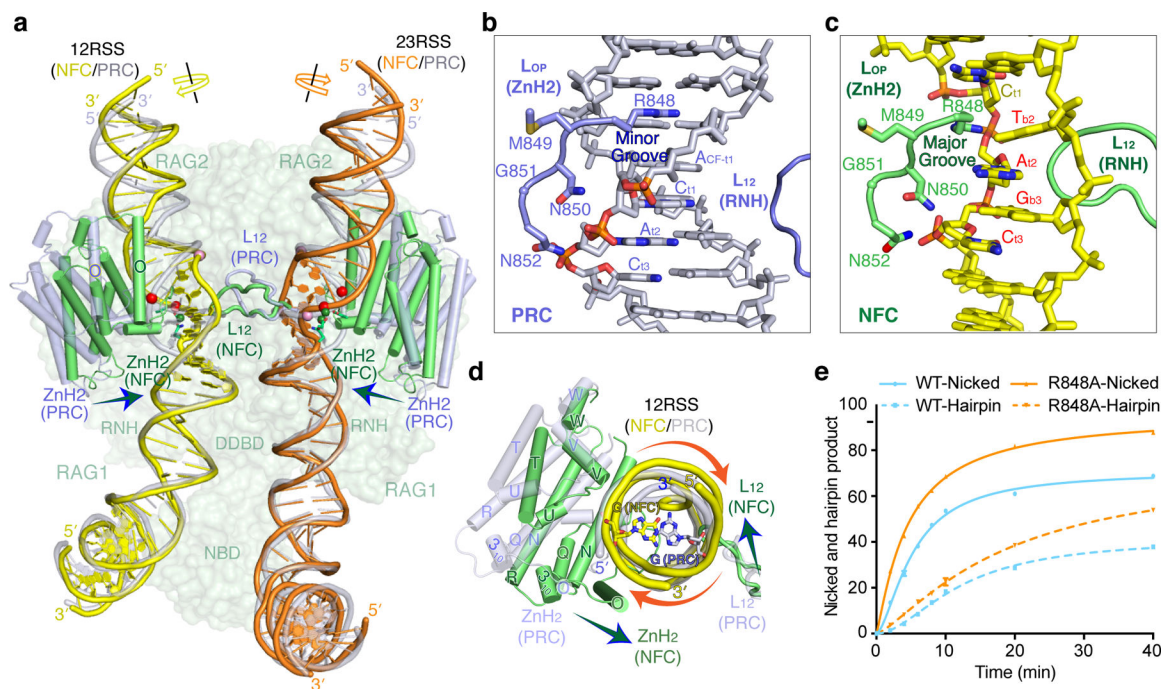 a
12RSS
(NFC/PRC)
23RSS
(NFC/PRC)
5′
3′
3′
5′
5′
3′
3′
5′
RAG2
RAG2
O
O
L12
(PRC)
L12
(NFC)
ZnH2
(NFC)
ZnH2
(NFC)
ZnH2
(PRC)
ZnH2
(PRC)
RNH
DDBD
RNH
RAG1
RAG1
NBD
5′
3′
5′
3′
b
LOP
(ZnH2)
R848
M849
Minor
Groove
G851
ACF-t1
L12
(RNH)
Ct1
N850
At2
N852
Ct3
PRC
c
LOP
(ZnH2)
Ct1
R848
M849
Tb2
Major
Groove
L12
(RNH)
G851
At2
N850
Gb3
N852
Ct3
NFC
d
12RSS
(NFC/PRC)
W
W
T
T
V
V
U
U
R
Q
Q
N
N
R
3₁₀
3₁₀
O
O
5′
3′
5′
3′
G (NFC)
G (PRC)
L12
(NFC)
L12
(PRC)
ZnH2
(PRC)
ZnH2
(NFC)
e
WT-Nicked
R848A-Nicked
WT-Hairpin
R848A-Hairpin
Nicked and hairpin product
100
80
60
40
20
0
0
10
20
30
40
Time (min)